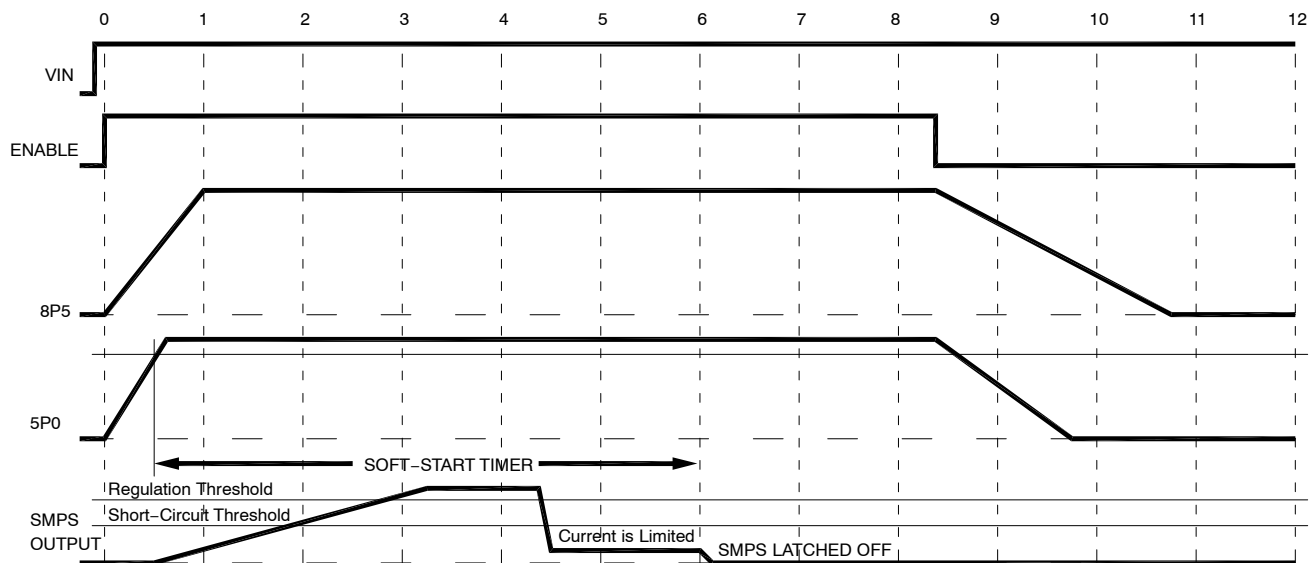 0 1 2 3 4 5 6 7 8 9 10 11 12
VIN
ENABLE
8P5
5P0
SOFT−START TIMER
Regulation Threshold
Short−Circuit Threshold
SMPS
OUTPUT
Current is Limited
SMPS LATCHED OFF